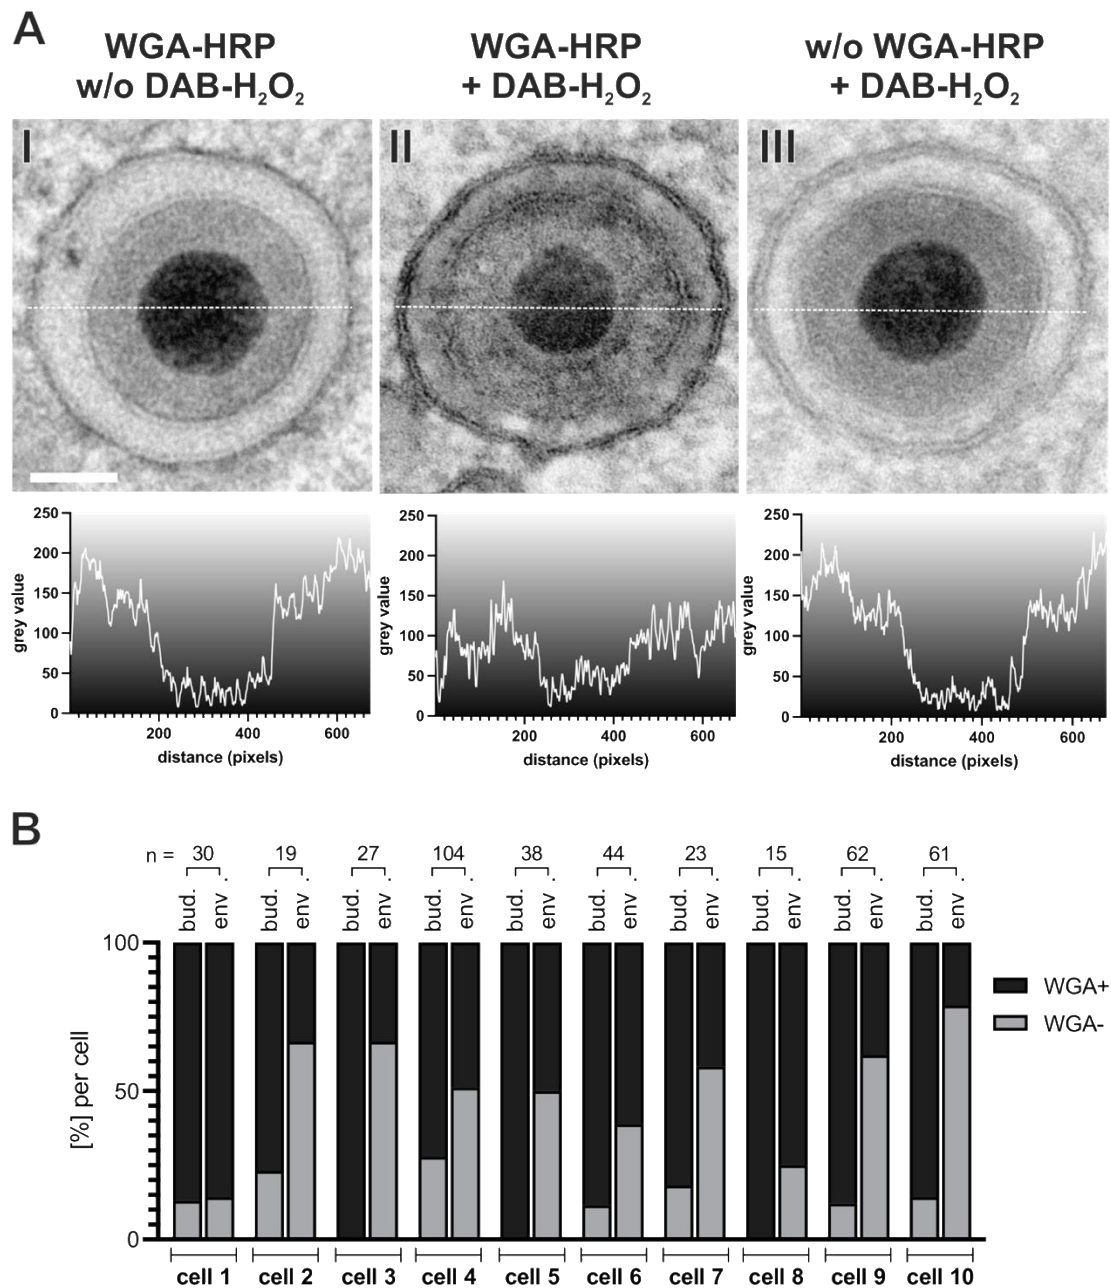 A
WGA-HRP
w/o DAB-H₂O₂
WGA-HRP
+ DAB-H₂O₂
w/o WGA-HRP
+ DAB-H₂O₂
I
II
III
250
200
150
100
50
0
grey value
200
400
600
distance (pixels)
250
200
150
100
50
0
grey value
200
400
600
distance (pixels)
250
200
150
100
50
0
grey value
200
400
600
distance (pixels)
B
n = 30 19 27 104 38 44 23 15 62 61
bud. env. bud. env. bud. env. bud. env. bud. env. bud. env. bud. env. bud. env. bud. env. bud. env.
100
50
0
[%] per cell
WGA+
WGA-
cell 1 cell 2 cell 3 cell 4 cell 5 cell 6 cell 7 cell 8 cell 9 cell 10